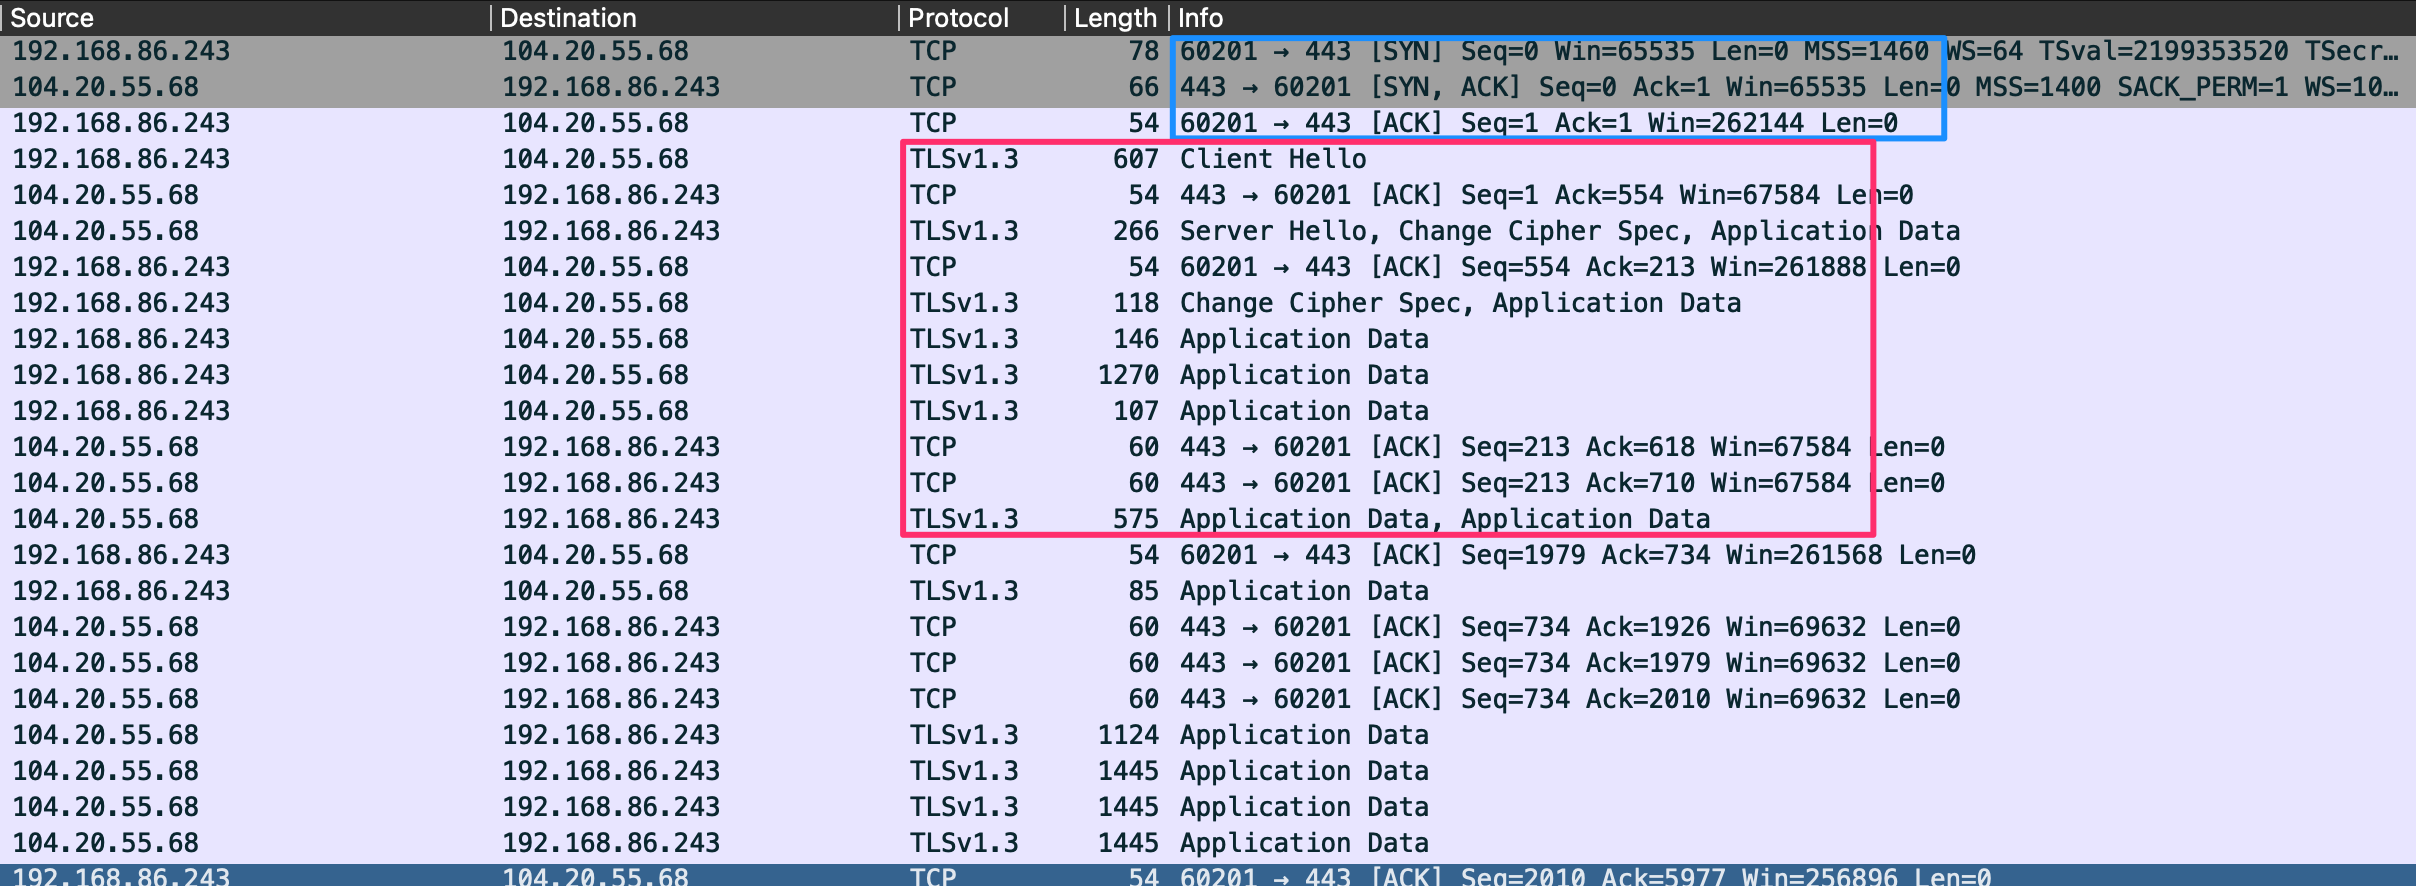 Source Destination Protocol Length Info
192.168.86.243 104.20.55.68 TCP 78 60201 → 443 [SYN] Seq=0 Win=65535 Len=0 MSS=1460 WS=64 TSval=2199353520 TSecr…
104.20.55.68 192.168.86.243 TCP 66 443 → 60201 [SYN, ACK] Seq=0 Ack=1 Win=65535 Len=0 MSS=1400 SACK_PERM=1 WS=10…
192.168.86.243 104.20.55.68 TCP 54 60201 → 443 [ACK] Seq=1 Ack=1 Win=262144 Len=0
192.168.86.243 104.20.55.68 TLSv1.3 607 Client Hello
104.20.55.68 192.168.86.243 TCP 54 443 → 60201 [ACK] Seq=1 Ack=554 Win=67584 Len=0
104.20.55.68 192.168.86.243 TLSv1.3 266 Server Hello, Change Cipher Spec, Application Data
192.168.86.243 104.20.55.68 TCP 54 60201 → 443 [ACK] Seq=554 Ack=213 Win=261888 Len=0
192.168.86.243 104.20.55.68 TLSv1.3 118 Change Cipher Spec, Application Data
192.168.86.243 104.20.55.68 TLSv1.3 146 Application Data
192.168.86.243 104.20.55.68 TLSv1.3 1270 Application Data
192.168.86.243 104.20.55.68 TLSv1.3 107 Application Data
104.20.55.68 192.168.86.243 TCP 60 443 → 60201 [ACK] Seq=213 Ack=618 Win=67584 Len=0
104.20.55.68 192.168.86.243 TCP 60 443 → 60201 [ACK] Seq=213 Ack=710 Win=67584 Len=0
104.20.55.68 192.168.86.243 TLSv1.3 575 Application Data, Application Data
192.168.86.243 104.20.55.68 TCP 54 60201 → 443 [ACK] Seq=1979 Ack=734 Win=261568 Len=0
192.168.86.243 104.20.55.68 TLSv1.3 85 Application Data
104.20.55.68 192.168.86.243 TCP 60 443 → 60201 [ACK] Seq=734 Ack=1926 Win=69632 Len=0
104.20.55.68 192.168.86.243 TCP 60 443 → 60201 [ACK] Seq=734 Ack=1979 Win=69632 Len=0
104.20.55.68 192.168.86.243 TCP 60 443 → 60201 [ACK] Seq=734 Ack=2010 Win=69632 Len=0
104.20.55.68 192.168.86.243 TLSv1.3 1124 Application Data
104.20.55.68 192.168.86.243 TLSv1.3 1445 Application Data
104.20.55.68 192.168.86.243 TLSv1.3 1445 Application Data
104.20.55.68 192.168.86.243 TLSv1.3 1445 Application Data
192.168.86.243 104.20.55.68 TCP 54 60201 → 443 [ACK] Seq=2010 Ack=5977 Win=256896 Len=0